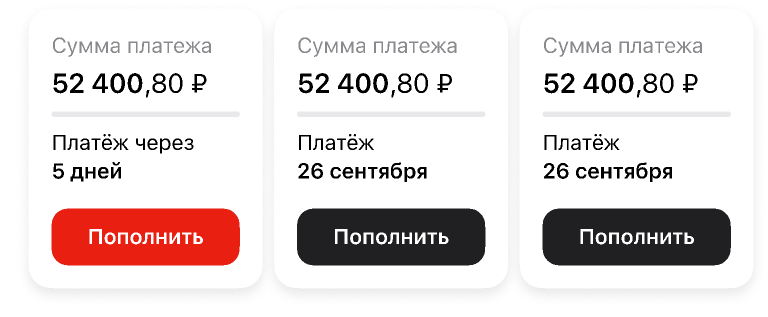 Сумма платежа
52 400,80 ₽
Платёж через
5 дней
Пополнить
Сумма платежа
52 400,80 ₽
Платёж
26 сентября
Пополнить
Сумма платежа
52 400,80 ₽
Платёж
26 сентября
Пополнить